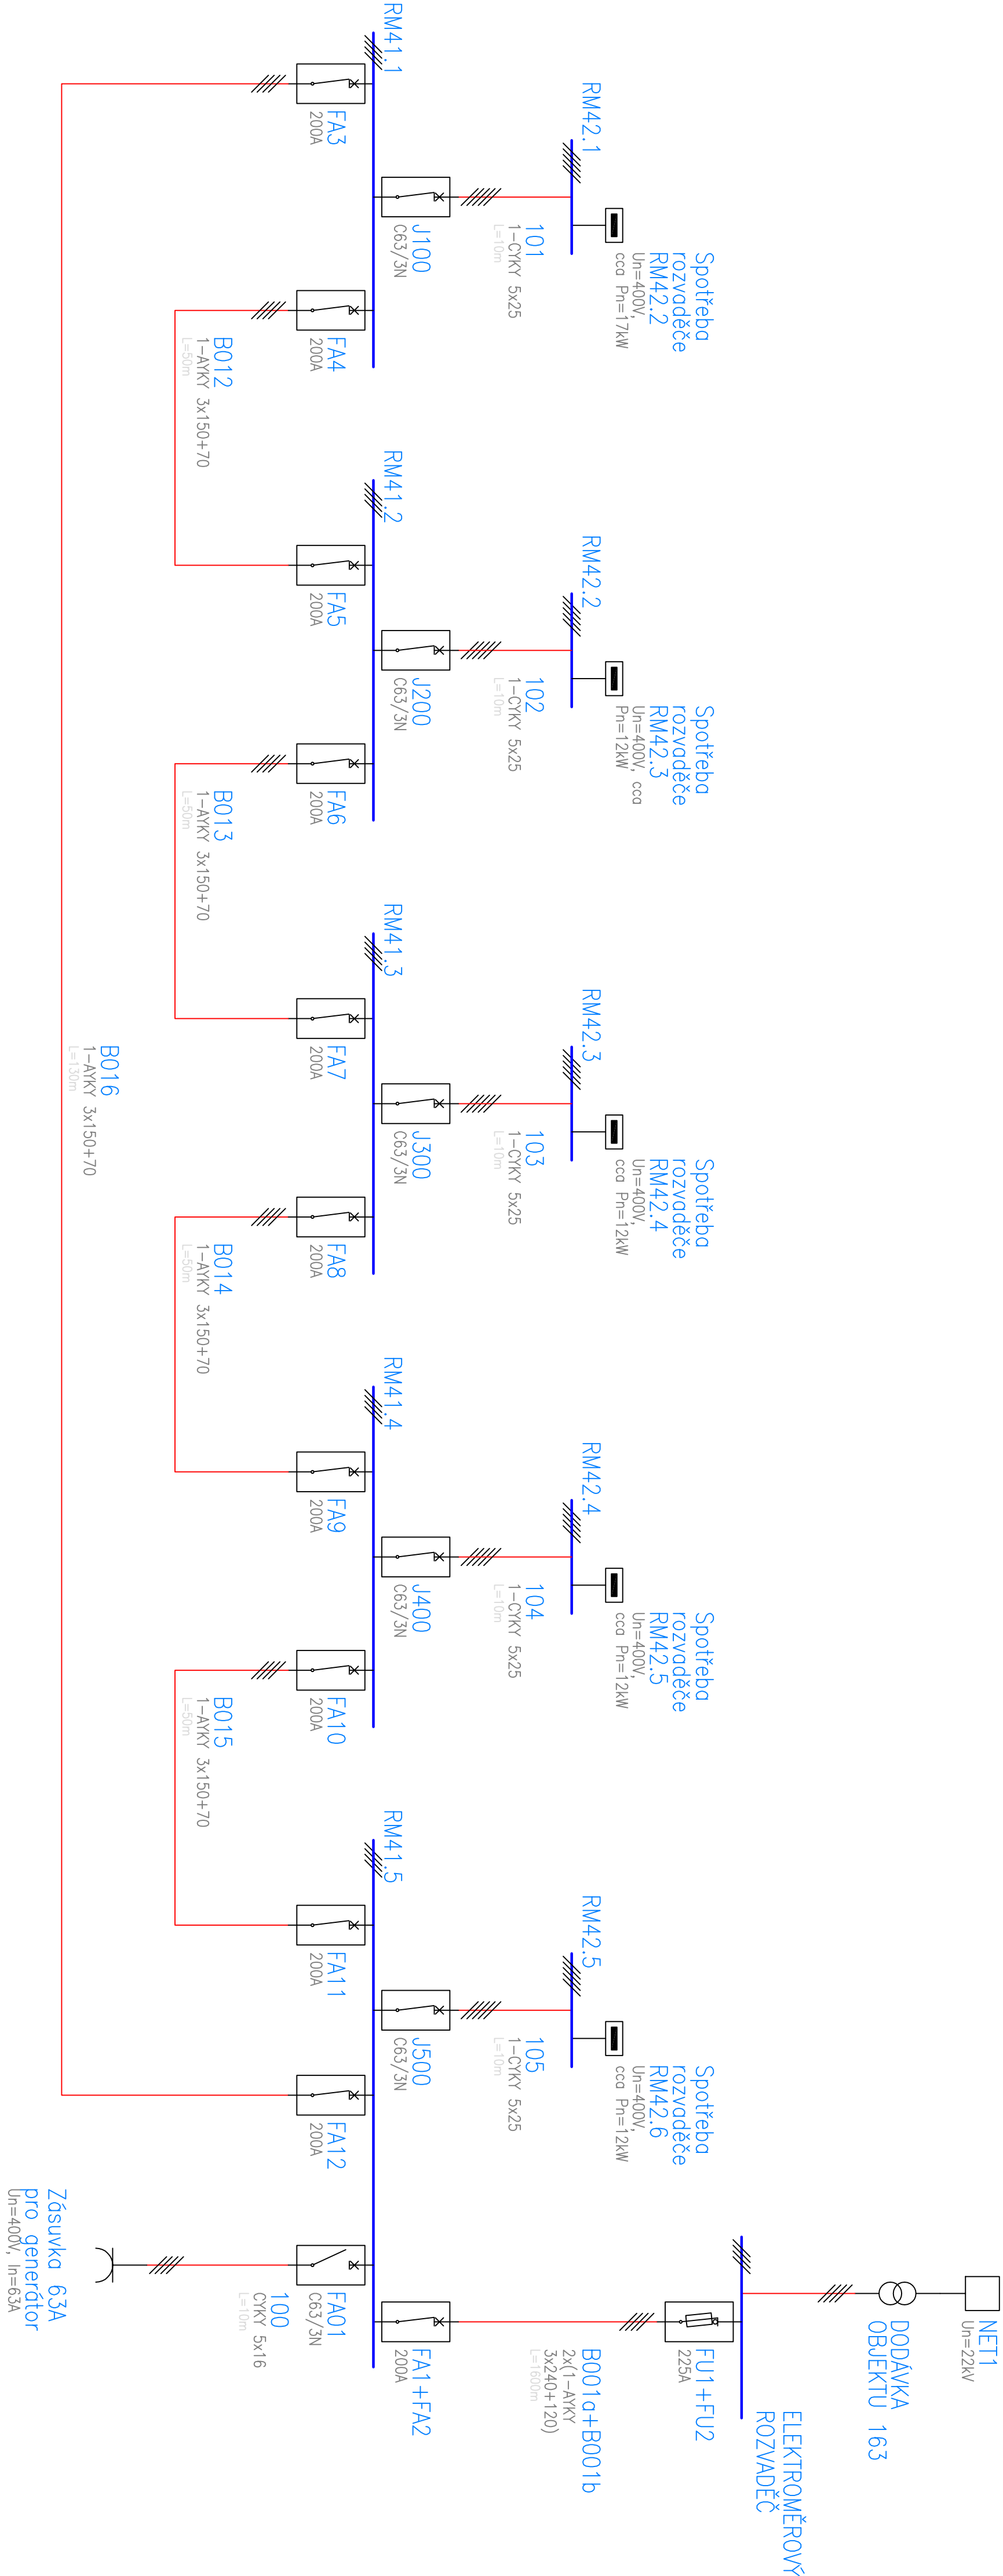 NET1
Un=22kV
DODÁVKA
OBJEKTU 163
ELEKTROMĚROVÝ
ROZVADĚČ
FU1+FU2
225A
B001a+B001b
2x(1-AYKY
3x240+120)
L=1600m
FA1+FA2
200A
RM42.1
Spotřeba
rozvaděče
RM42.2
Un=400V,
cca Pn=17kW
101
1-CYKY 5x25
L=10m
J100
C63/3N
RM41.1
FA3
200A
FA4
200A
B012
1-AYKY 3x150+70
L=50m
RM42.2
Spotřeba
rozvaděče
RM42.3
Un=400V, cca
Pn=12kW
102
1-CYKY 5x25
L=10m
J200
C63/3N
RM41.2
FA5
200A
FA6
200A
B013
1-AYKY 3x150+70
L=50m
RM42.3
Spotřeba
rozvaděče
RM42.4
Un=400V,
cca Pn=12kW
103
1-CYKY 5x25
L=10m
J300
C63/3N
RM41.3
FA7
200A
FA8
200A
B014
1-AYKY 3x150+70
L=50m
RM42.4
Spotřeba
rozvaděče
RM42.5
Un=400V,
cca Pn=12kW
104
1-CYKY 5x25
L=10m
J400
C63/3N
RM41.4
FA9
200A
FA10
200A
B015
1-AYKY 3x150+70
L=50m
RM42.5
Spotřeba
rozvaděče
RM42.6
Un=400V,
cca Pn=12kW
105
1-CYKY 5x25
L=10m
J500
C63/3N
RM41.5
FA11
200A
FA12
200A
FA01
C63/3N
100
CYKY 5x16
L=10m
B016
1-AYKY 3x150+70
L=130m
Zásuvka 63A
pro generátor
Un=400V, In=63A